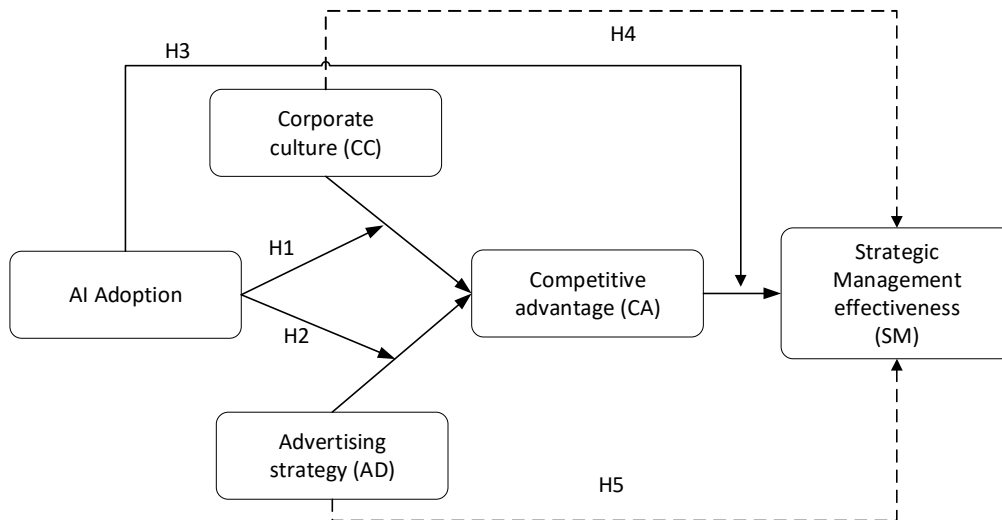 H4
H3
Corporate
culture (CC)
H1
AI Adoption
H2
Competitive
advantage (CA)
Strategic
Management
effectiveness
(SM)
Advertising
strategy (AD)
H5